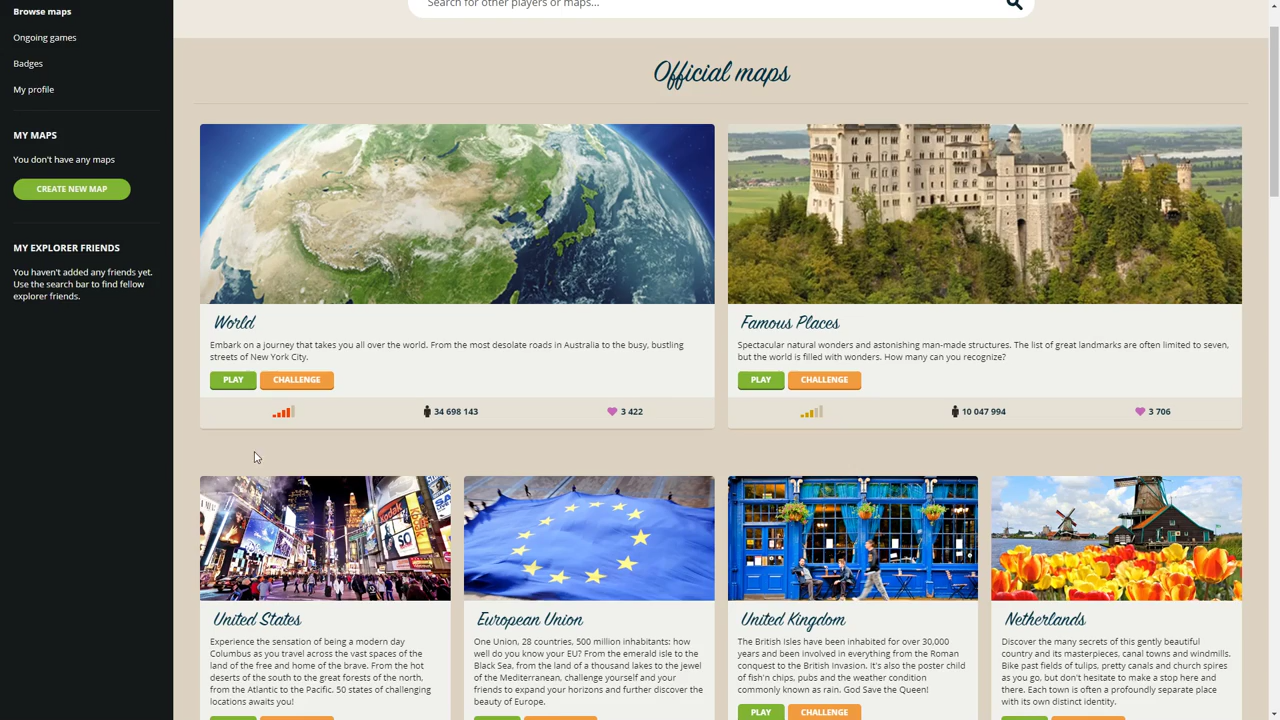 Search for other players or maps...
Browse maps
Ongoing games
Badges
My profile
MY MAPS
You don't have any maps
CREATE NEW MAP
MY EXPLORER FRIENDS
You haven't added any friends yet.
Use the search bar to find fellow
explorer friends.
Official maps
World
Embark on a journey that takes you all over the world. From the most desolate roads in Australia to the busy, bustling
streets of New York City.
PLAY CHALLENGE
34 698 143 3 422
Famous Places
Spectacular natural wonders and astonishing man-made structures. The list of great landmarks are often limited to seven,
but the world is filled with wonders. How many can you recognize?
PLAY CHALLENGE
10 047 994 3 706
Kodak
SO
United States
Experience the sensation of being a modern day
Columbus as you travel across the vast spaces of the
land of the free and home of the brave. From the hot
deserts of the south to the great forests of the north,
from the Atlantic to the Pacific. 50 states of challenging
locations awaits you!
European Union
One Union, 28 countries, 500 million inhabitants: how
well do you know your EU? From the emerald isle to the
Black Sea, from the land of a thousand lakes to the jewel
of the Mediterranean, challenge yourself and your
friends to expand your horizons and further discover the
beauty of Europe.
United Kingdom
The British Isles have been inhabited for over 30,000
years and been involved in everything from the Roman
conquest to the British Invasion. It's also the poster child
of fish'n chips, pubs and the weather condition
commonly known as rain. God Save the Queen!
PLAY CHALLENGE
Netherlands
Discover the many secrets of this gently beautiful
country and its masterpieces, canal towns and windmills.
Bike past fields of tulips, pretty canals and church spires
as you go, but don't hesitate to make a stop here and
there. Each town is often a profoundly separate place
with its own distinct identity.